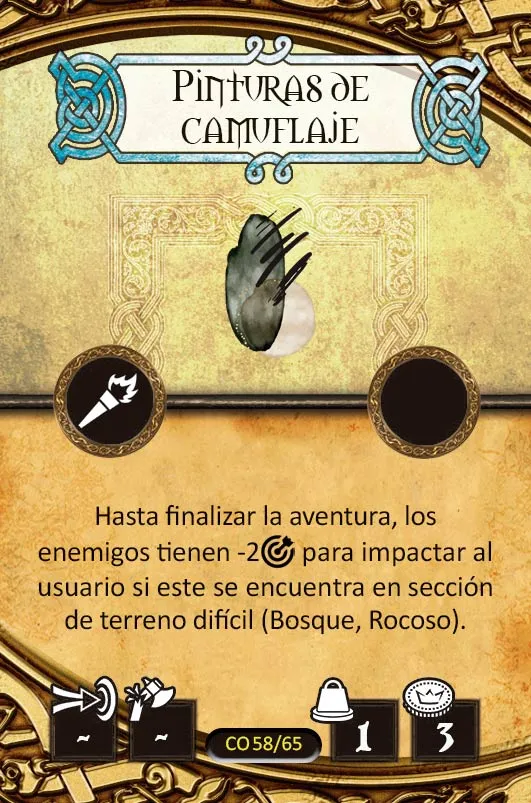 Pinturas de
camuflaje
Hasta finalizar la aventura, los
enemigos tienen -2 para impactar al
usuario si este se encuentra en sección
de terreno difícil (Bosque, Rocoso).
~ ~ CO 58/65 1 3